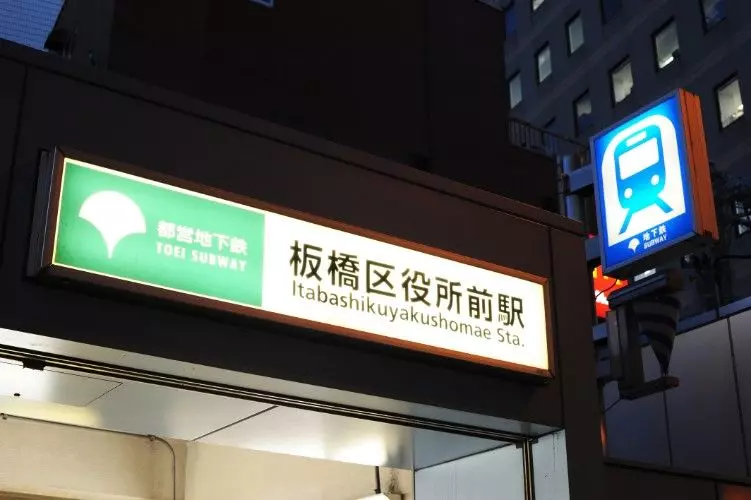 都営地下鉄
TOEI SUBWAY
板橋区役所前駅
Itabashikuyakushomae Sta.
地下鉄
SUBWAY